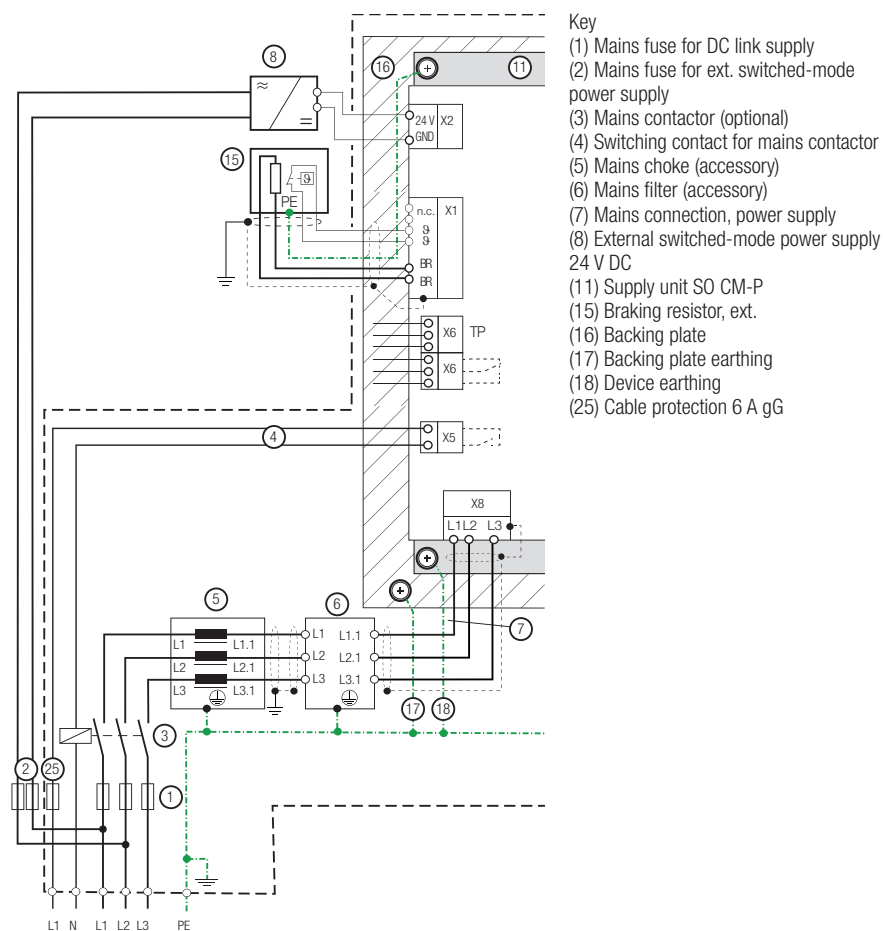 Key
(1) Mains fuse for DC link supply
(2) Mains fuse for ext. switched-mode
power supply
(3) Mains contactor (optional)
(4) Switching contact for mains contactor
(5) Mains choke (accessory)
(6) Mains filter (accessory)
(7) Mains connection, power supply
(8) External switched-mode power supply
24 V DC
(11) Supply unit SO CM-P
(15) Braking resistor, ext.
(16) Backing plate
(17) Backing plate earthing
(18) Device earthing
(25) Cable protection 6 A gG
8
16
11
24 V X2
GND
15
ϑ
PE
n.c. X1
ϑ
ϑ
BR
BR
X6 TP
X6
4
X5
X8
L1 L2 L3
5
6
7
L1 L1.1
L2 L2.1
L3 L3.1
L1 L1.1
L2 L2.1
L3 L3.1
17
18
3
2
25
1
L1 N L1 L2 L3 PE